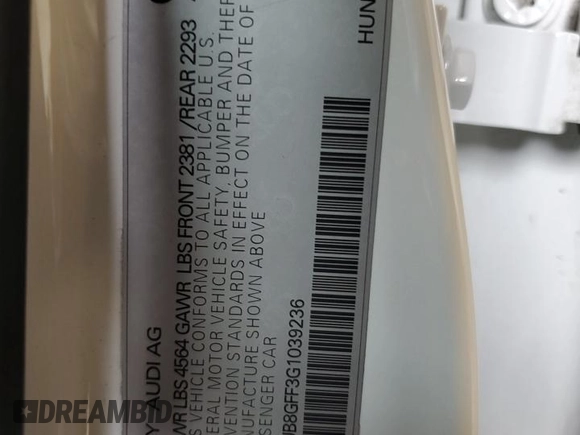 Y AUDI AG
WR LBS 4564 GAWR LBS FRONT 2381 / REAR 2293
S VEHICLE CONFORMS TO ALL APPLICABLE U.S.
ERAL MOTOR VEHICLE SAFETY, BUMPER AND THEF
VENTION STANDARDS IN EFFECT ON THE DATE OF
NUFACTURE SHOWN ABOVE
SENGER CAR
UB8GFF3G1039236
HUN
DREAMBID